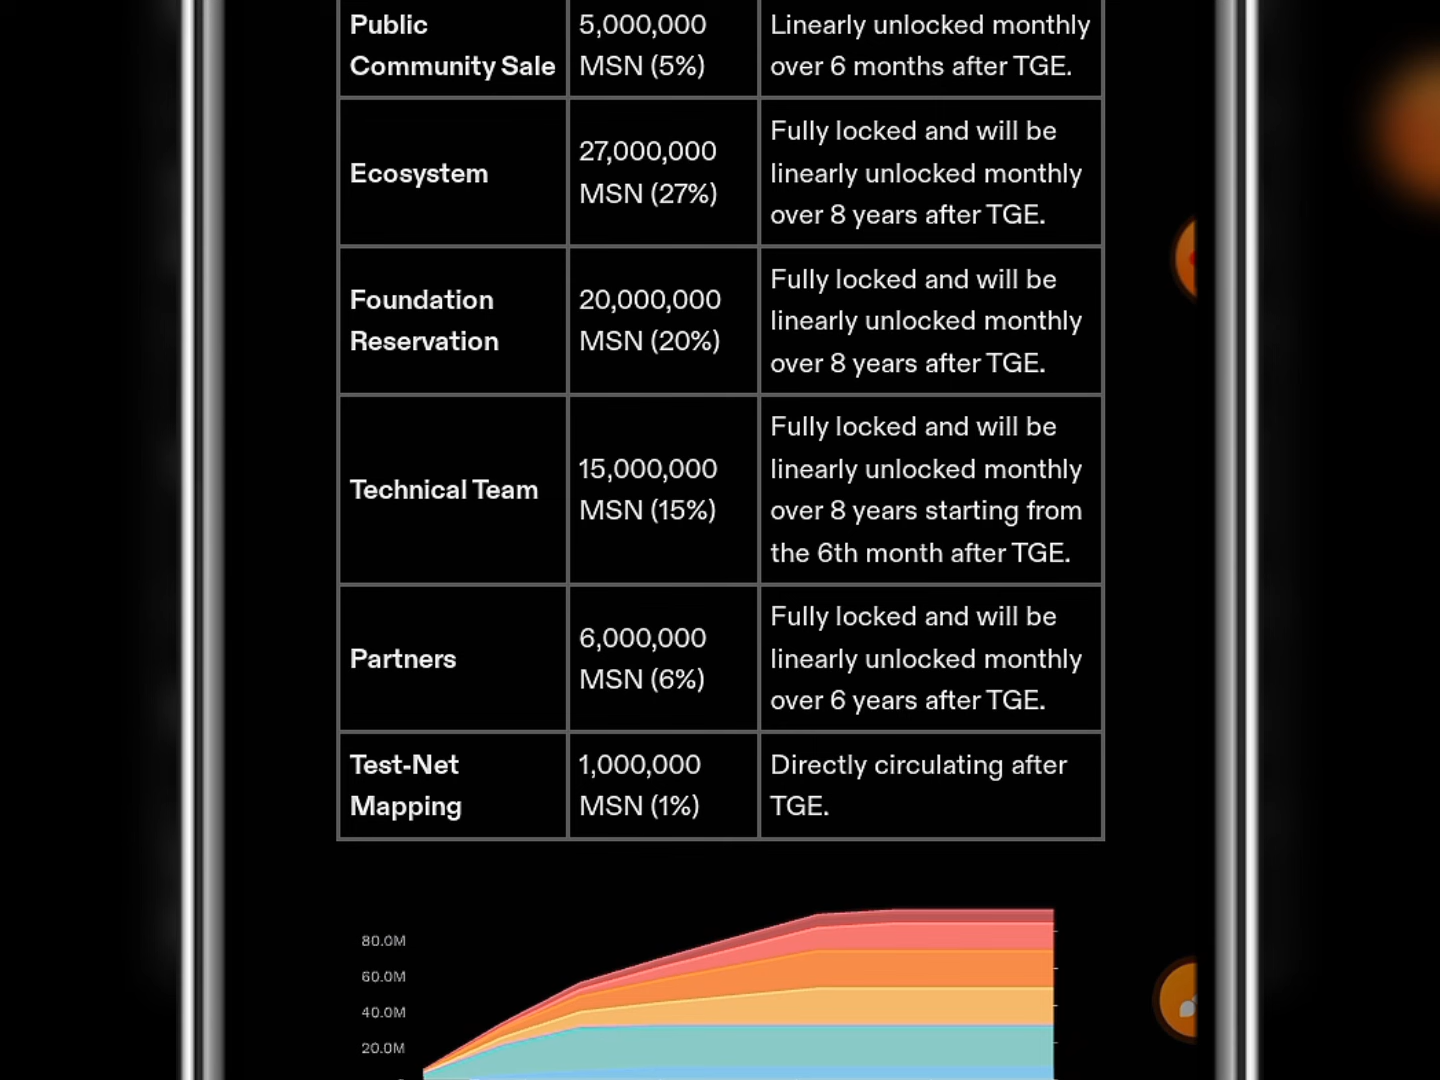 Public
Community Sale
5,000,000
MSN (5%)
Linearly unlocked monthly
over 6 months after TGE.
Ecosystem
27,000,000
MSN (27%)
Fully locked and will be
linearly unlocked monthly
over 8 years after TGE.
Foundation
Reservation
20,000,000
MSN (20%)
Fully locked and will be
linearly unlocked monthly
over 8 years after TGE.
Technical Team
15,000,000
MSN (15%)
Fully locked and will be
linearly unlocked monthly
over 8 years starting from
the 6th month after TGE.
Partners
6,000,000
MSN (6%)
Fully locked and will be
linearly unlocked monthly
over 6 years after TGE.
Test-Net
Mapping
1,000,000
MSN (1%)
Directly circulating after
TGE.
80.0M
60.0M
40.0M
20.0M